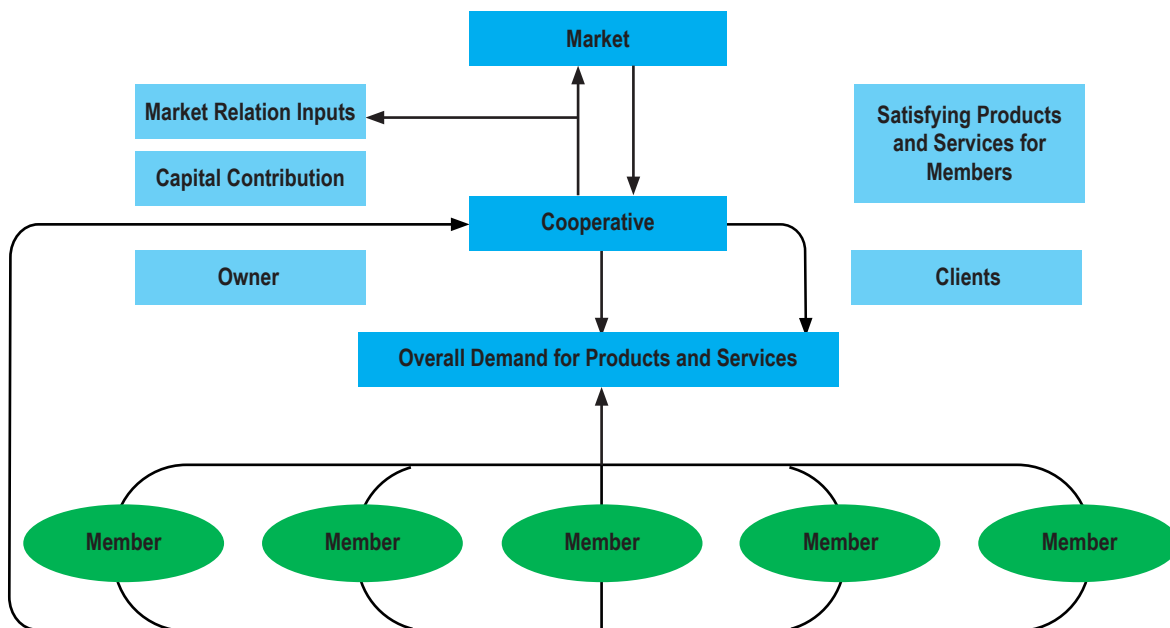 Market
Market Relation Inputs
Capital Contribution
Satisfying Products
and Services for
Members
Cooperative
Owner
Clients
Overall Demand for Products and Services
Member
Member
Member
Member
Member